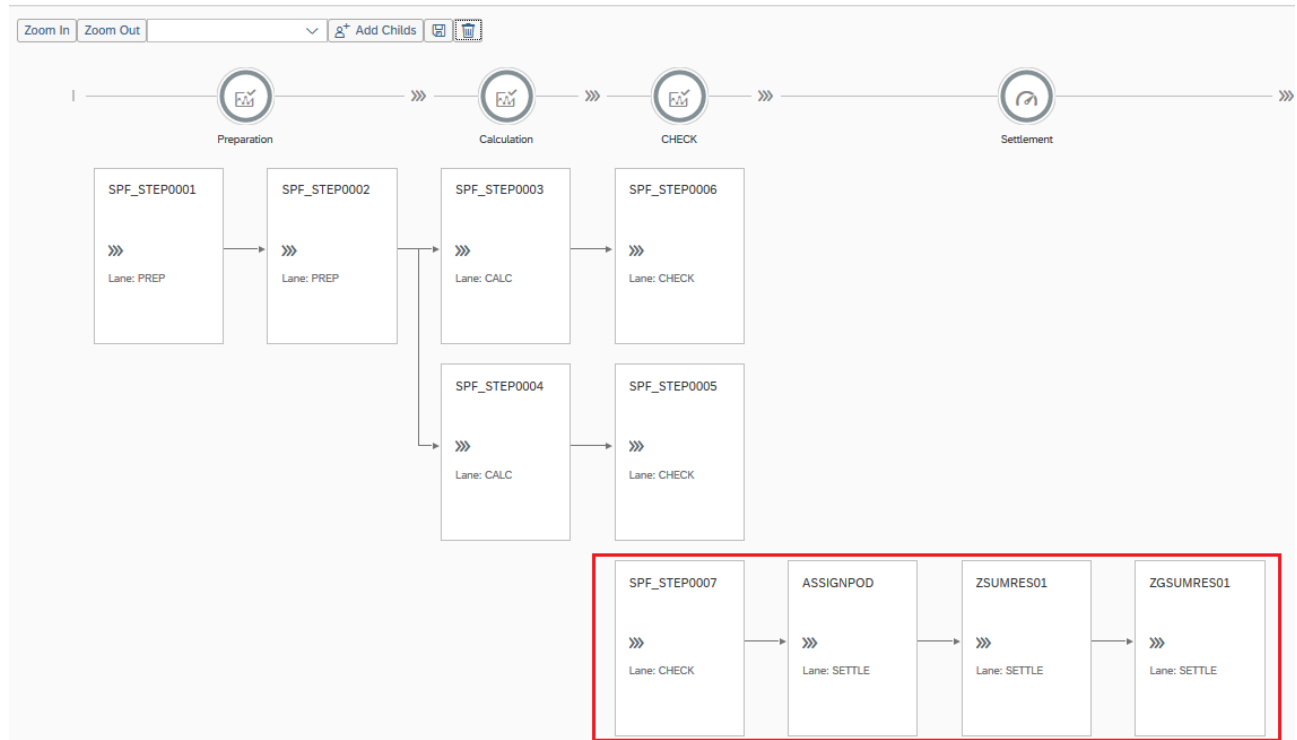 Zoom In Zoom Out Add Childs
Preparation Calculation CHECK Settlement
SPF_STEP0001 SPF_STEP0002 SPF_STEP0003 SPF_STEP0006
Lane: PREP Lane: PREP Lane: CALC Lane: CHECK
SPF_STEP0004 SPF_STEP0005
Lane: CALC Lane: CHECK
SPF_STEP0007 ASSIGNPOD ZSUMRES01 ZGSUMRES01
Lane: CHECK Lane: SETTLE Lane: SETTLE Lane: SETTLE